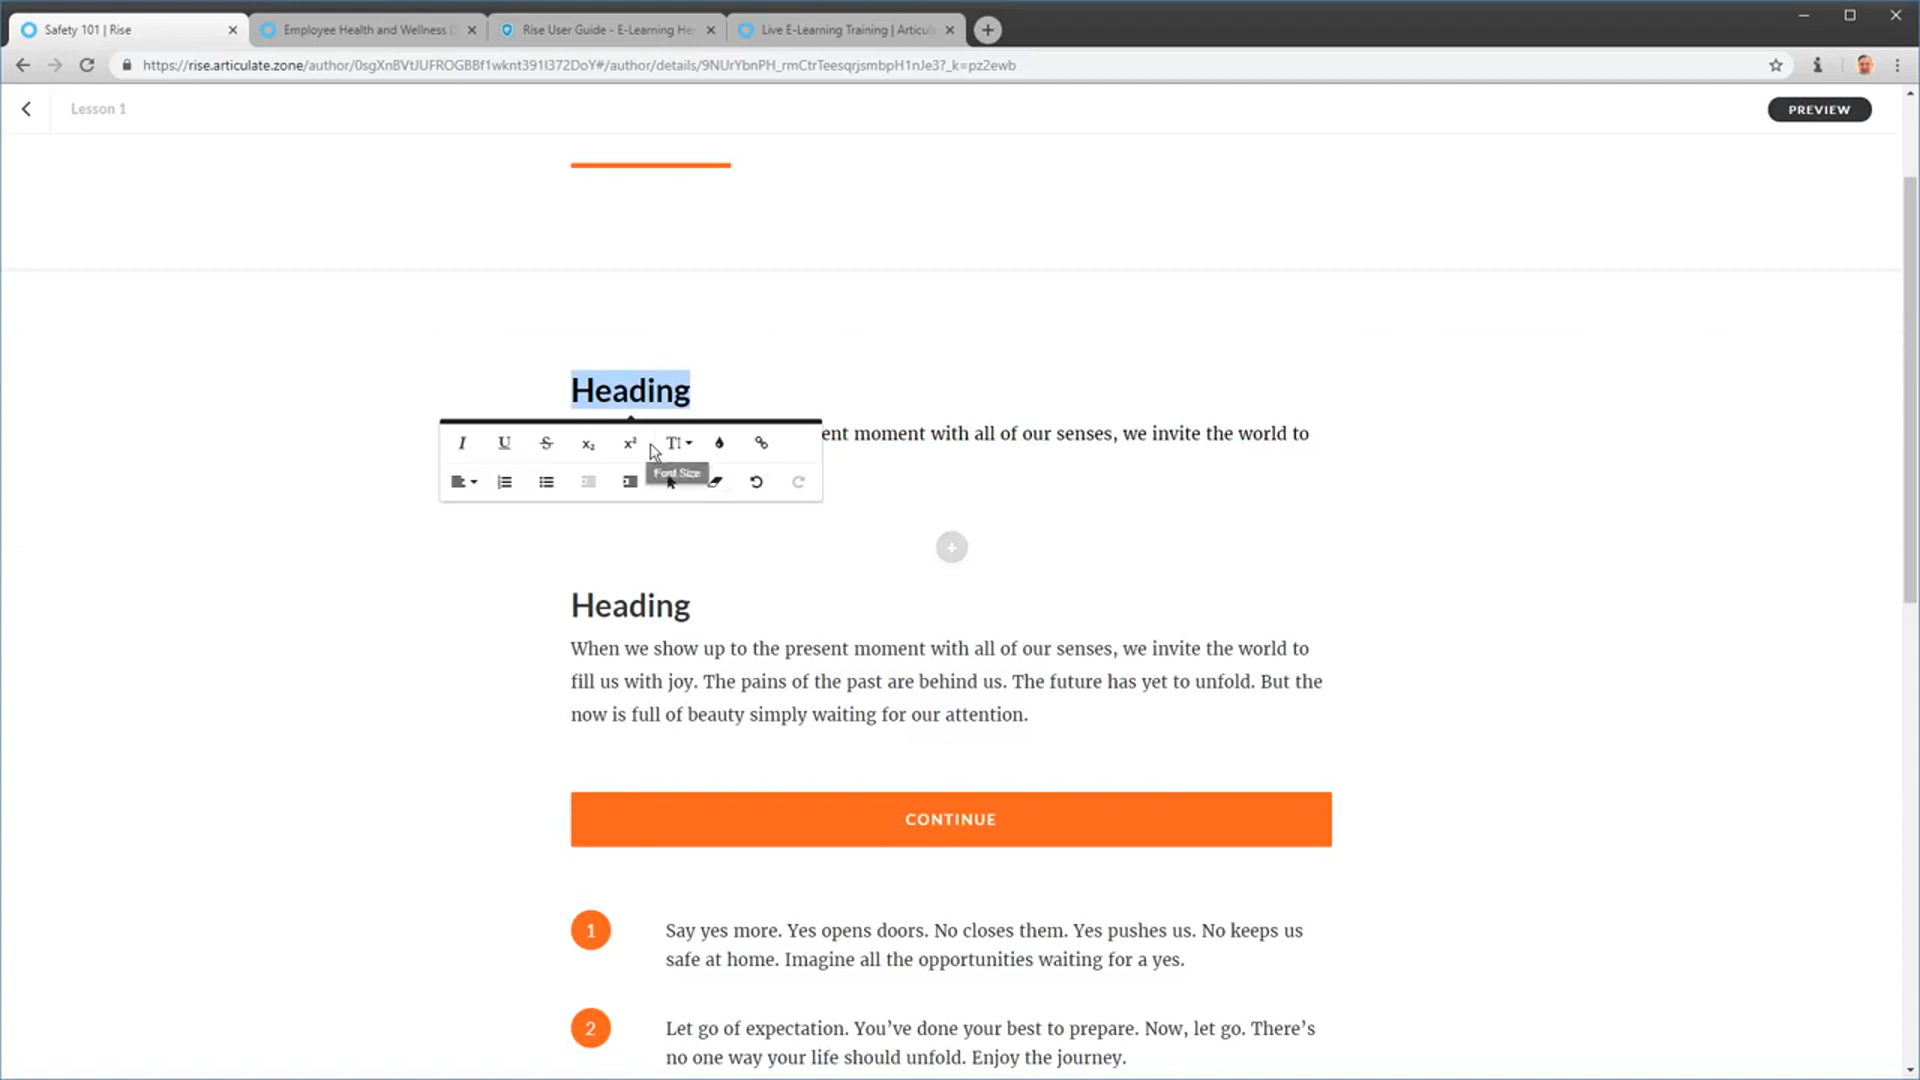 Safety 101 | Rise
Employee Health and Wellness (S
Rise User Guide - E-Learning He
Live E-Learning Training | Articul
https://rise.articulate.zone/author/0sgXnBVtJUFROGBBf1wknt391I372DoY#/author/details/9NUrYbnPH_rmCtrTeesqrjsmbpH1nJe3?_k=pz2ewb
Lesson 1
PREVIEW
Heading
ent moment with all of our senses, we invite the world to
Font Size
Heading
When we show up to the present moment with all of our senses, we invite the world to
fill us with joy. The pains of the past are behind us. The future has yet to unfold. But the
now is full of beauty simply waiting for our attention.
CONTINUE
1
Say yes more. Yes opens doors. No closes them. Yes pushes us. No keeps us
safe at home. Imagine all the opportunities waiting for a yes.
2
Let go of expectation. You’ve done your best to prepare. Now, let go. There’s
no one way your life should unfold. Enjoy the journey.